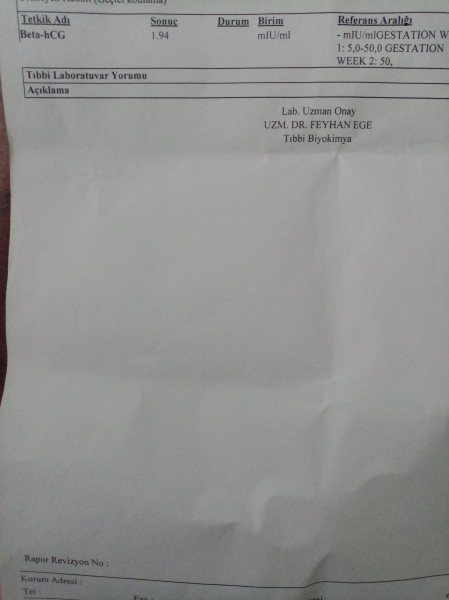 Tetkik Adı Sonuç Durum Birim Referans Aralığı
Beta-hCG 1.94 mIU/ml - mIU/mlGESTATION W
1: 5,0-50,0 GESTATION
WEEK 2: 50,
Tıbbi Laboratuvar Yorumu
Açıklama
Lab. Uzman Onay
UZM. DR. FEYHAN EGE
Tıbbi Biyokimya
Rapor Revizyon No :
Kurum Adresi :
Tel :